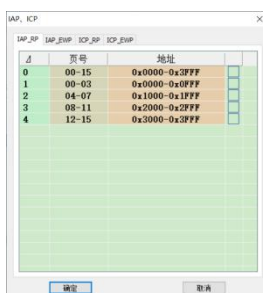 IAP、ICP
IAP_RP IAP_EWP ICP_RP ICP_EWP
页号 地址
0 00-15 0x0000-0x3FFF
1 00-03 0x0000-0x0FFF
2 04-07 0x1000-0x1FFF
3 08-11 0x2000-0x2FFF
4 12-15 0x3000-0x3FFF
确定 取消